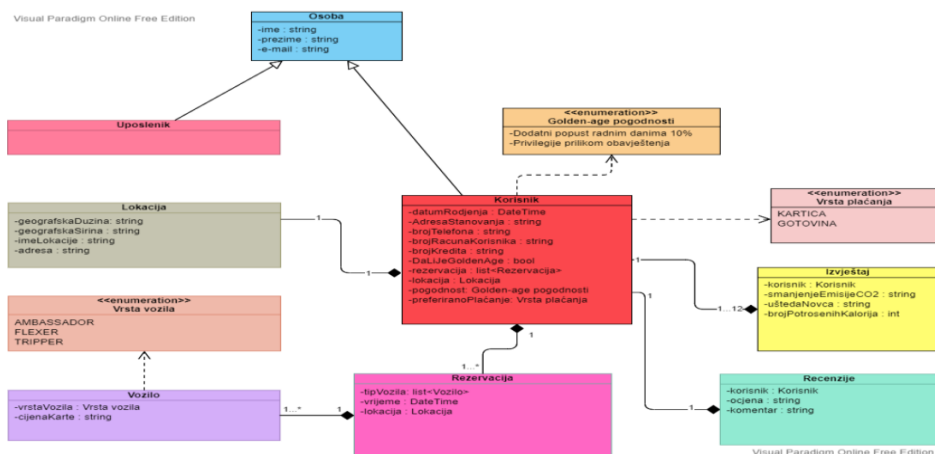 Visual Paradigm Online Free Edition
Osoba
-ime : string
-prezime : string
-e-mail : string
Uposlenik
<<enumeration>>
Golden-age pogodnosti
-Dodatni popust radnim danima 10%
-Privilegije prilikom obavještenja
Lokacija
-geografskaDuzina: string
-geografskaSirina : string
-imeLokacije : string
-adresa : string
1
1
Korisnik
-datumRodjenja : DateTime
-AdresaStanovanja : string
-brojTelefona : string
-brojRacunaKorisnika : string
-brojKredita : string
-DaLiJeGoldenAge : bool
-rezervacija : list<Rezervacija>
-lokacija : Lokacija
-pogodnost: Golden-age pogodnosti
-preferiranoPlaćanje: Vrsta plaćanja
<<enumeration>>
Vrsta plaćanja
KARTICA
GOTOVINA
1
1...12
Izvještaj
-korisnik : Korisnik
-smanjenjeEmisijeCO2 : string
-uštedaNovca : string
-brojPotrosenihKalorija : int
<<enumeration>>
Vrsta vozila
AMBASSADOR
FLEXER
TRIPPER
1
1...*
1
1
Vozilo
-vrstaVozila : Vrsta vozila
-cijenaKarte : string
1...*
1
Rezervacija
-tipVozila: list<Vozilo>
-vrijeme : DateTime
-lokacija : Lokacija
Recenzije
-korisnik : Korisnik
-ocjena : string
-komentar : string
Visual Paradigm Online Free Edition